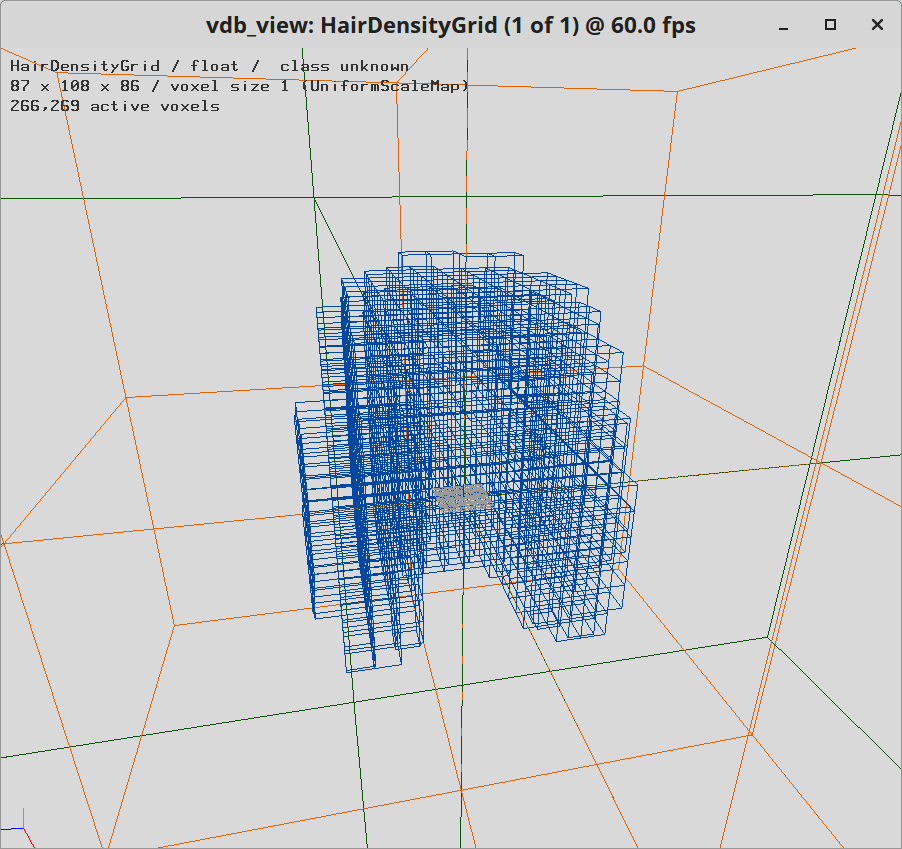 vdb_view: HairDensityGrid (1 of 1) @ 60.0 fps
HairDensityGrid / float /  class unknown
87 x 108 x 86 / voxel size 1 (UniformScaleMap)
266,269 active voxels